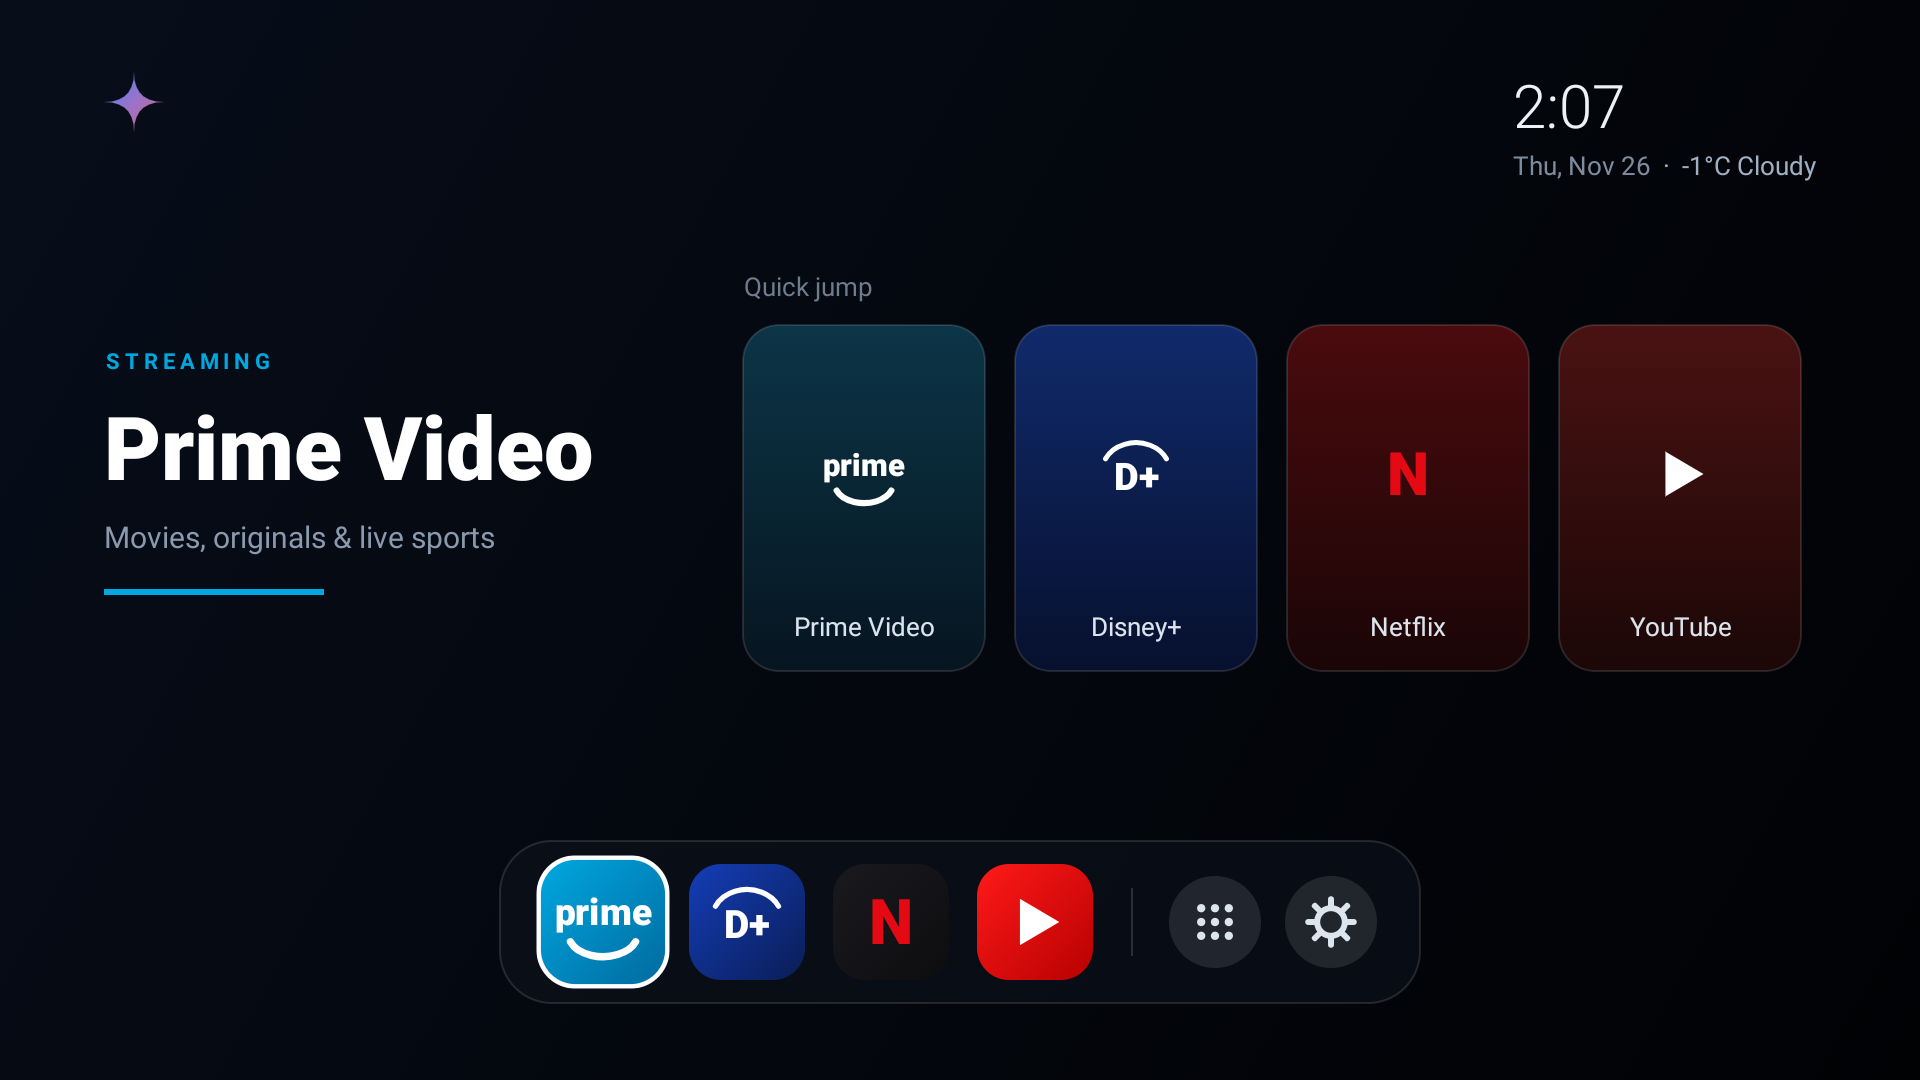 2:07
Thu, Nov 26 · -1°C Cloudy
Quick jump
STREAMING
Prime Video
Movies, originals & live sports
prime
D+
N
Prime Video
Disney+
Netflix
YouTube
prime
D+
N